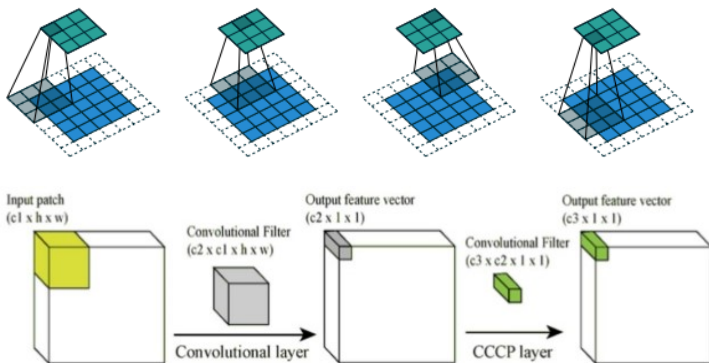 Input patch
(c1 x h x w)
Convolutional Filter
(c2 x c1 x h x w)
Output feature vector
(c2 x 1 x 1)
Convolutional Filter
(c3 x c2 x 1 x 1)
Output feature vector
(c3 x 1 x 1)
Convolutional layer
CCCP layer